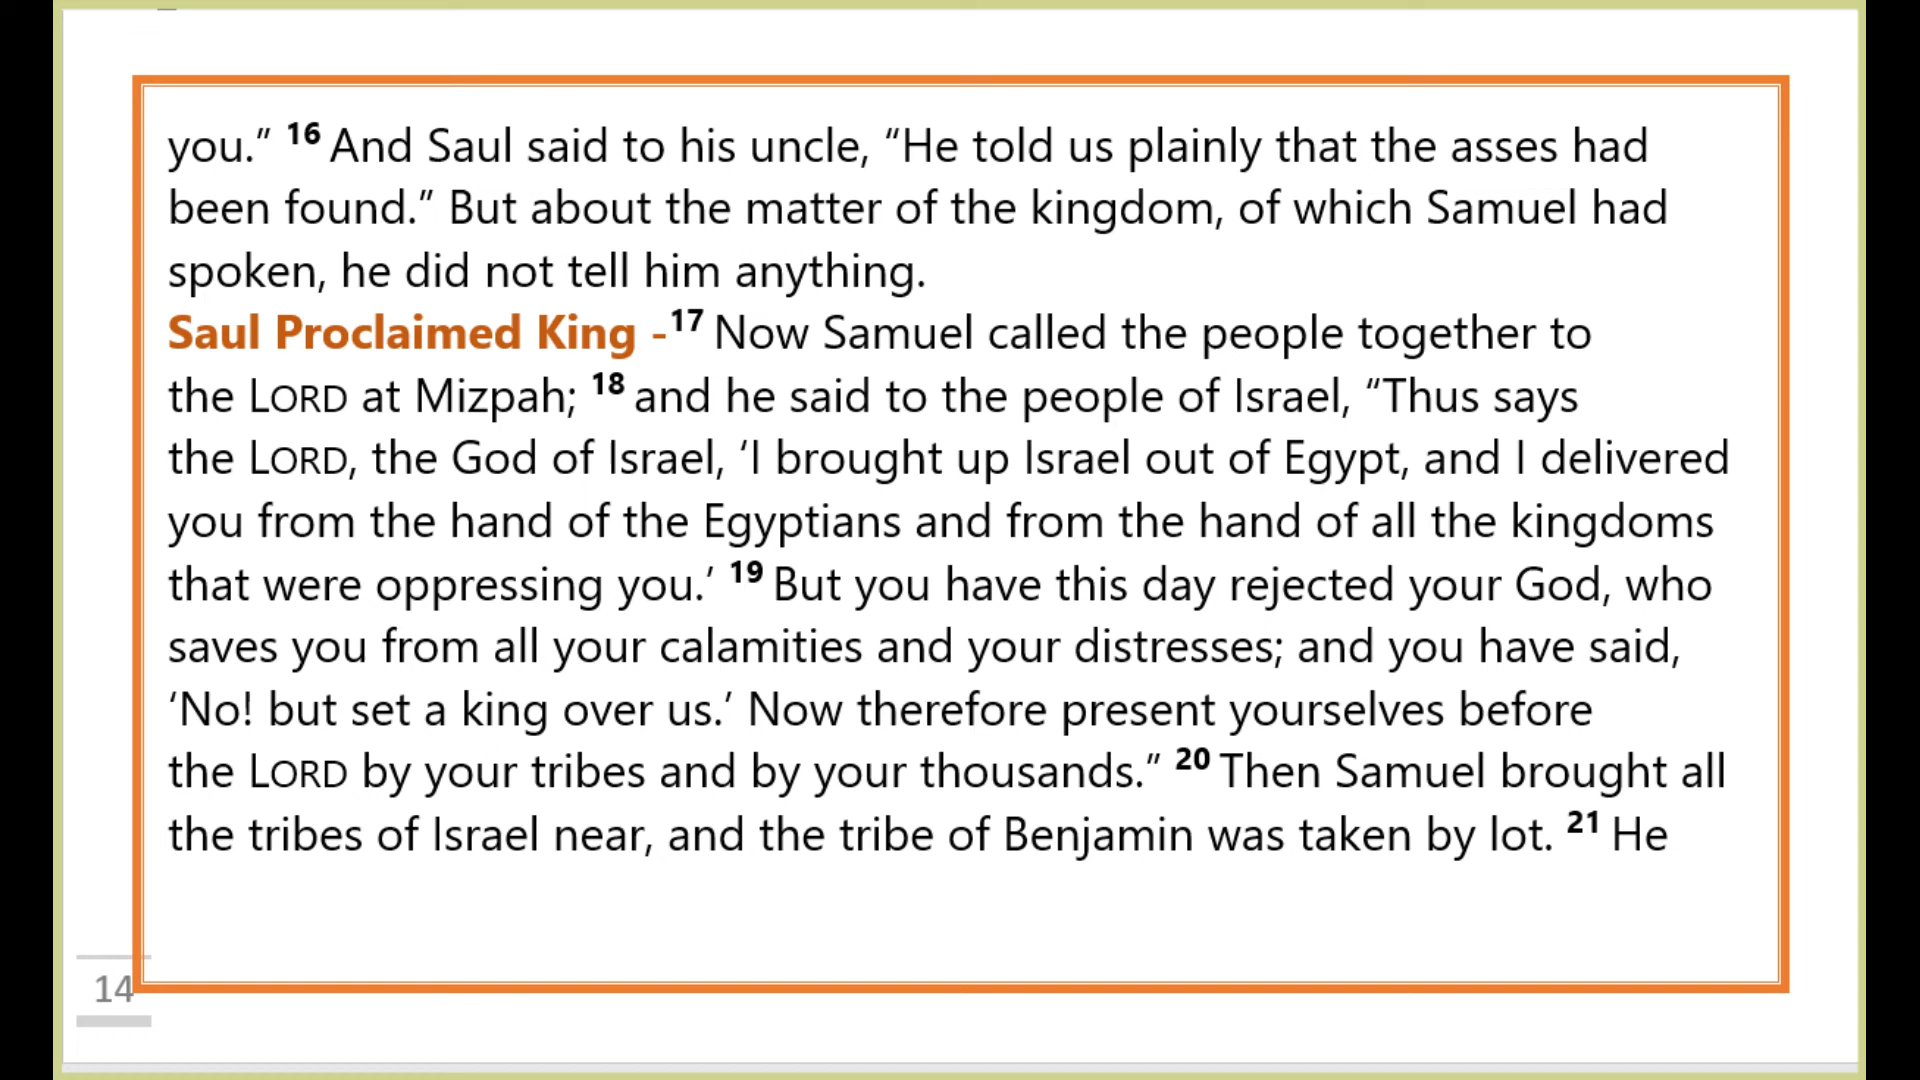 you.” 16 And Saul said to his uncle, “He told us plainly that the asses had
been found.” But about the matter of the kingdom, of which Samuel had
spoken, he did not tell him anything.
Saul Proclaimed King -17 Now Samuel called the people together to
the LORD at Mizpah; 18 and he said to the people of Israel, “Thus says
the LORD, the God of Israel, ‘I brought up Israel out of Egypt, and I delivered
you from the hand of the Egyptians and from the hand of all the kingdoms
that were oppressing you.’ 19 But you have this day rejected your God, who
saves you from all your calamities and your distresses; and you have said,
‘No! but set a king over us.’ Now therefore present yourselves before
the LORD by your tribes and by your thousands.” 20 Then Samuel brought all
the tribes of Israel near, and the tribe of Benjamin was taken by lot. 21 He
14